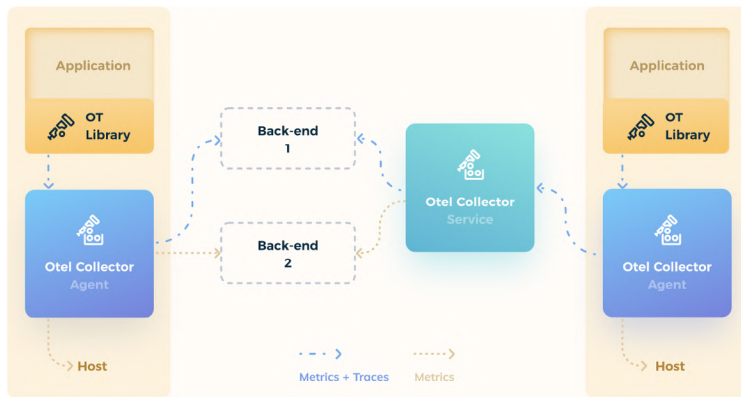 Application
OT
Library
Otel Collector
Agent
Host
Back-end
1
Back-end
2
Otel Collector
Service
Metrics + Traces
Metrics
Application
OT
Library
Otel Collector
Agent
Host